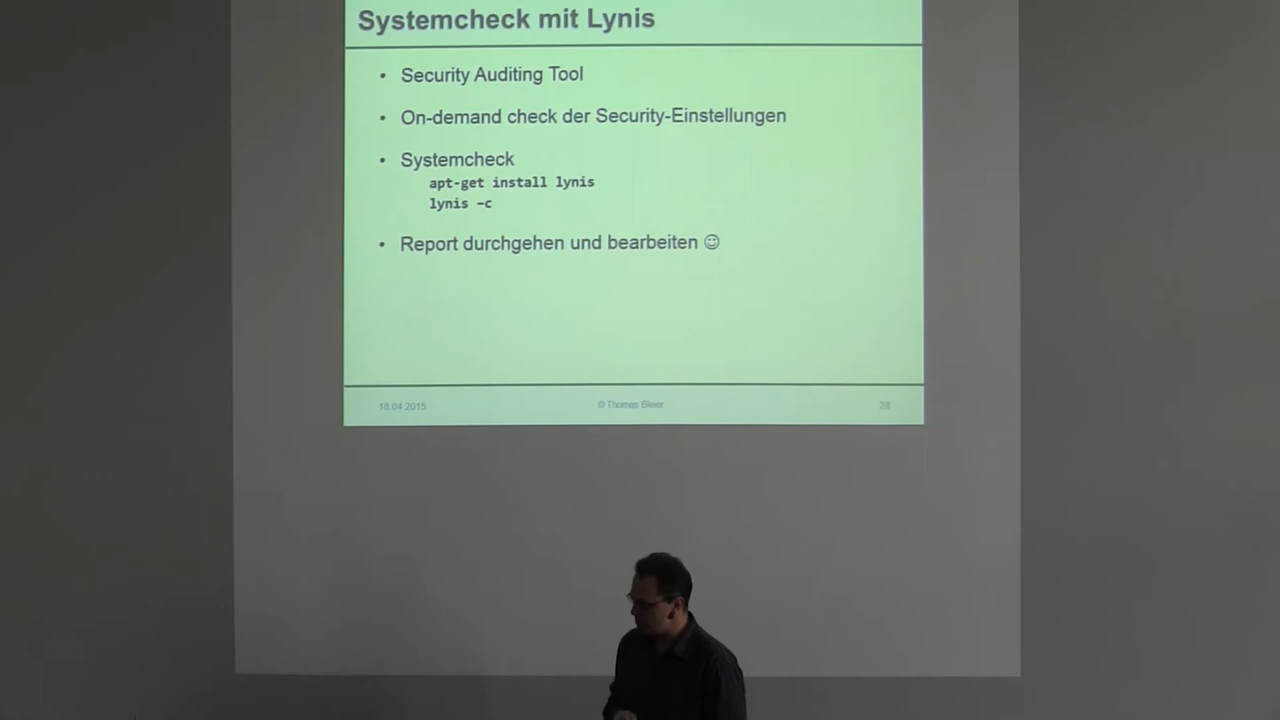 Systemcheck mit Lynis
• Security Auditing Tool
• On-demand check der Security-Einstellungen
• Systemcheck
apt-get install lynis
lynis –c
• Report durchgehen und bearbeiten ☺
18.04.2015 © Thomas Bleier 28